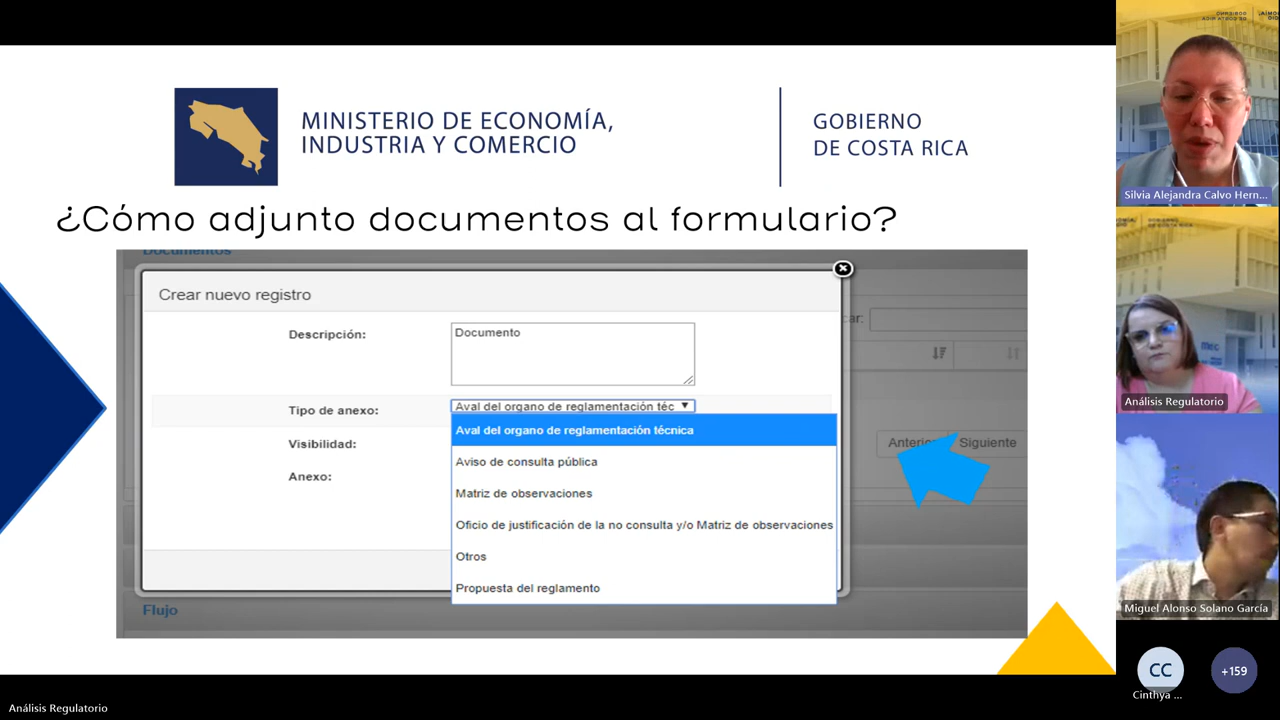 MINISTERIO DE ECONOMÍA,
INDUSTRIA Y COMERCIO
GOBIERNO
DE COSTA RICA
¿Cómo adjunto documentos al formulario?
Documentos
Crear nuevo registro
Descripción:
Documento
Tipo de anexo:
Aval del organo de reglamentación téc
Aval del organo de reglamentación técnica
Visibilidad:
Aviso de consulta pública
Anexo:
Matriz de observaciones
Oficio de justificación de la no consulta y/o Matriz de observaciones
Otros
Propuesta del reglamento
car:
Siguiente
Flujo
Silvia Alejandra Calvo Hern...
Análisis Regulatorio
Miguel Alonso Solano García
CC
+159
Cinthya ...
Análisis Regulatorio